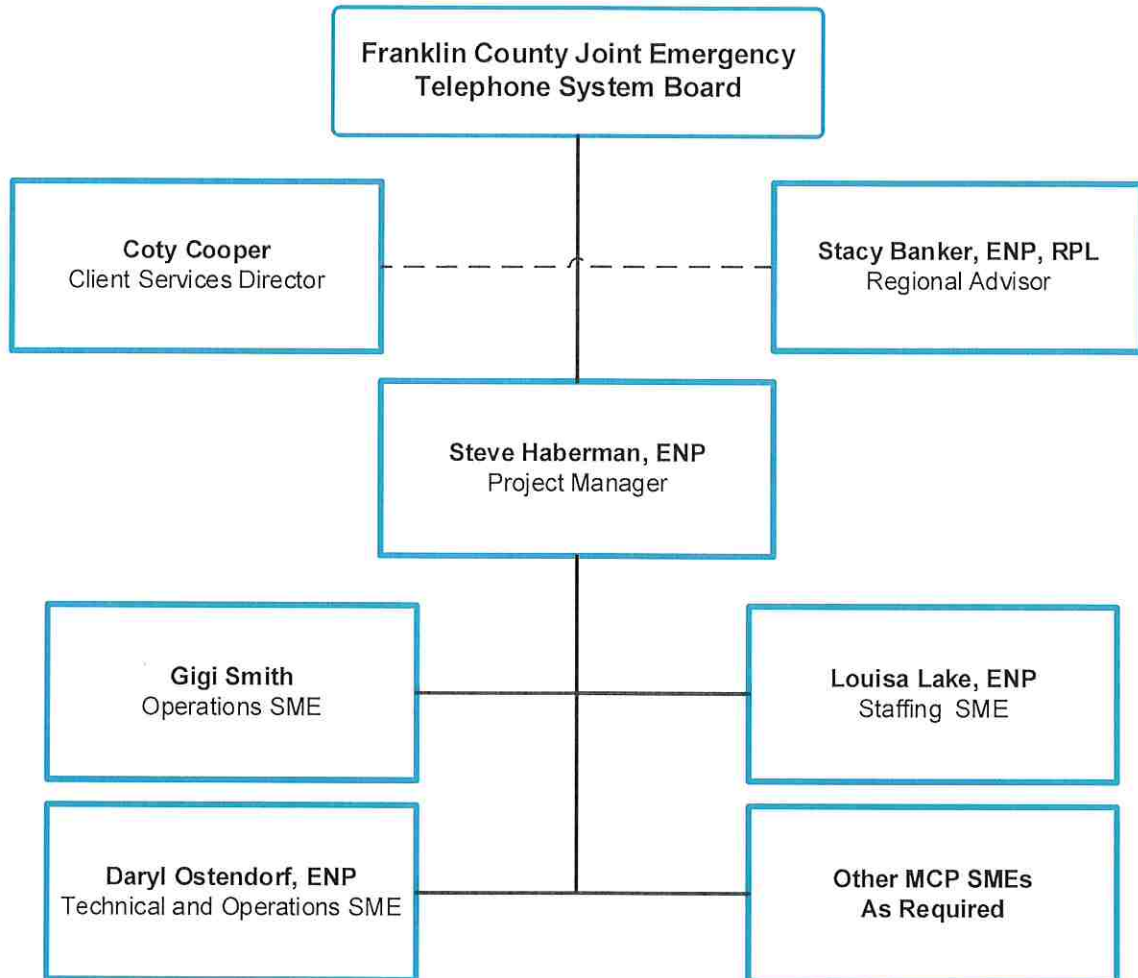 Franklin County Joint Emergency
Telephone System Board
Coty Cooper
Client Services Director
Stacy Banker, ENP, RPL
Regional Advisor
Steve Haberman, ENP
Project Manager
Gigi Smith
Operations SME
Louisa Lake, ENP
Staffing SME
Daryl Ostendorf, ENP
Technical and Operations SME
Other MCP SMEs
As Required